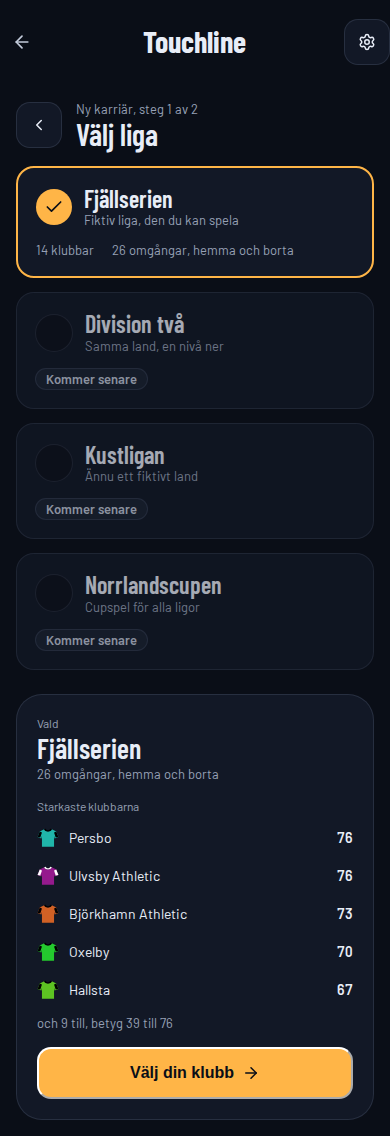 Touchline
Ny karriär, steg 1 av 2
Välj liga
Fjällserien
Fiktiv liga, den du kan spela
14 klubbar 26 omgångar, hemma och borta
Division två
Samma land, en nivå ner
Kommer senare
Kustligan
Ännu ett fiktivt land
Kommer senare
Norrlandscupen
Cupspel för alla ligor
Kommer senare
Vald
Fjällserien
26 omgångar, hemma och borta
Starkaste klubbarna
Persbo 76
Ulvsby Athletic 76
Björkhamn Athletic 73
Oxelby 70
Hallsta 67
och 9 till, betyg 39 till 76
Välj din klubb